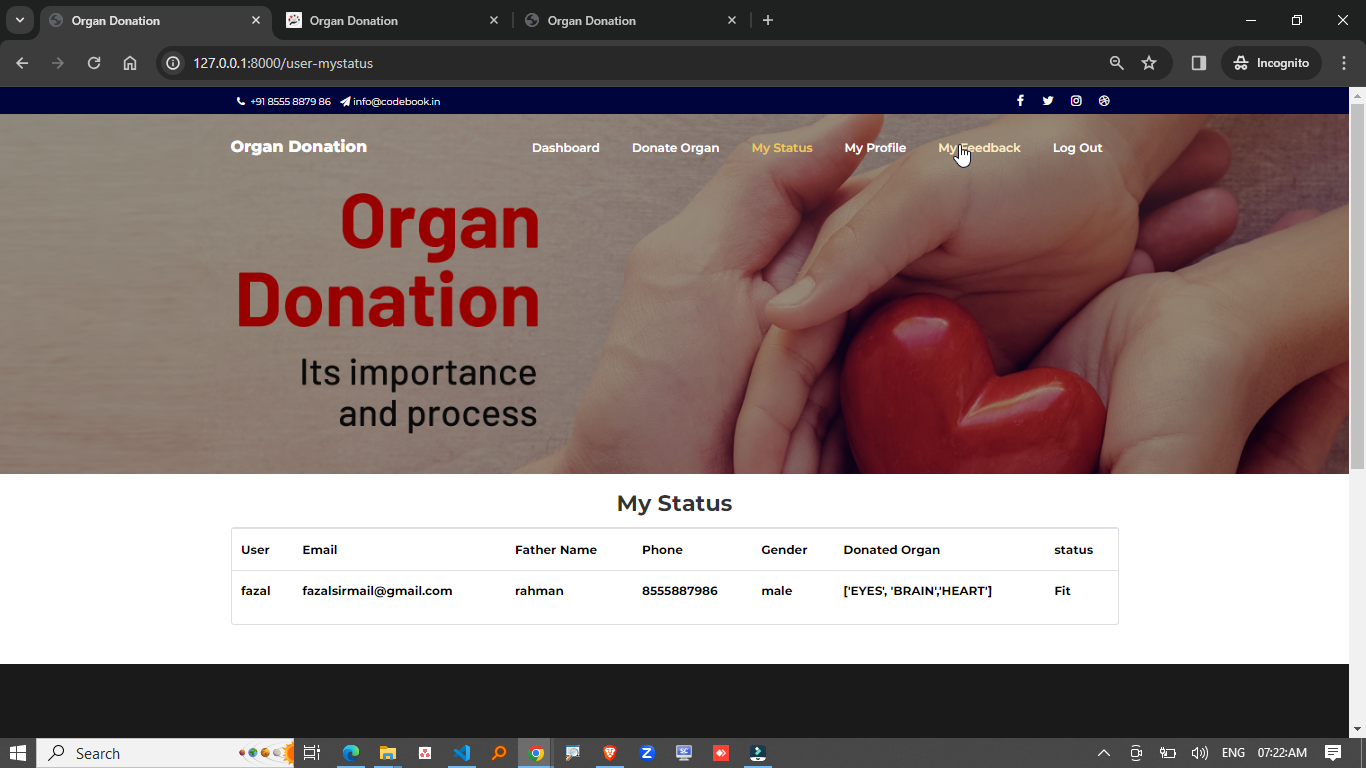 Organ Donation
Organ Donation
Organ Donation
127.0.0.1:8000/user-mystatus
Incognito
+91 8555 8879 86 info@codebook.in
Organ Donation Dashboard Donate Organ My Status My Profile My Feedback Log Out
Organ
Donation
Its importance
and process
My Status
User Email Father Name Phone Gender Donated Organ status
fazal fazalsirmail@gmail.com rahman 8555887986 male ['EYES', 'BRAIN','HEART'] Fit
Search
ENG 07:22:AM